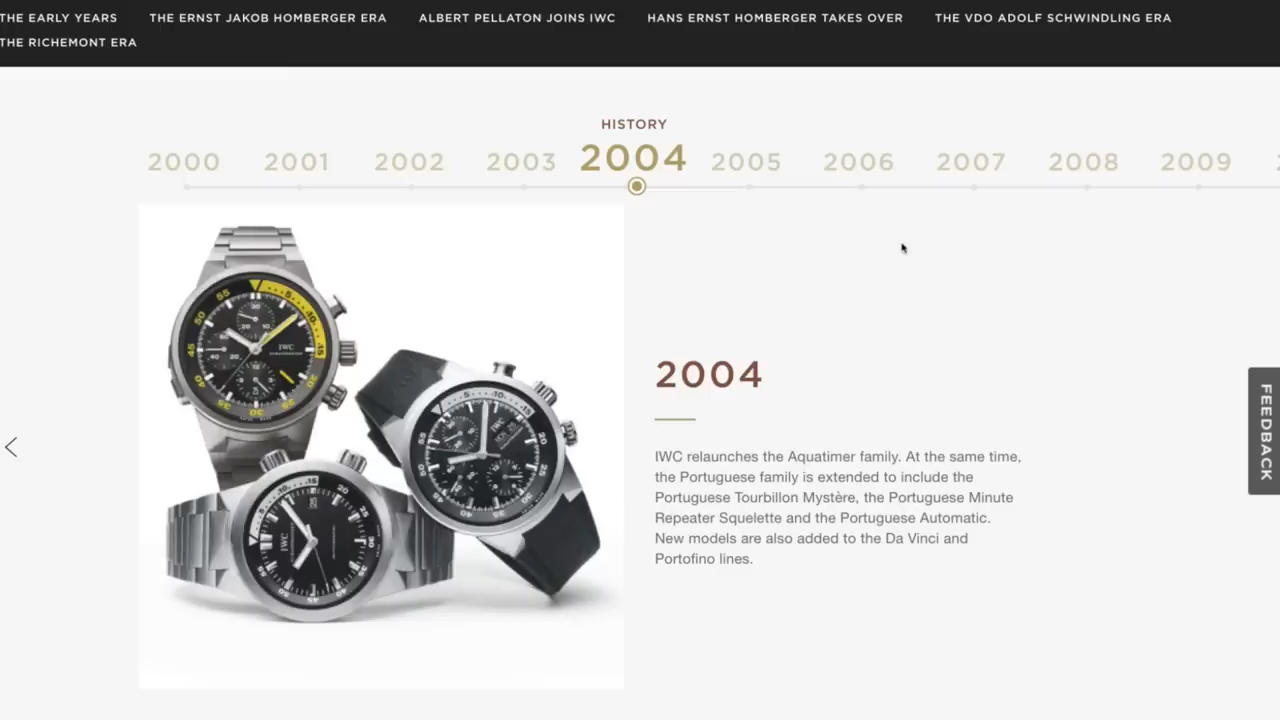 THE EARLY YEARS THE ERNST JAKOB HOMBERGER ERA ALBERT PELLATON JOINS IWC HANS ERNST HOMBERGER TAKES OVER THE VDO ADOLF SCHWINDLING ERA
THE RICHEMONT ERA
HISTORY
2000 2001 2002 2003 2004 2005 2006 2007 2008 2009
2004
IWC relaunches the Aquatimer family. At the same time,
the Portuguese family is extended to include the
Portuguese Tourbillon Mystère, the Portuguese Minute
Repeater Squelette and the Portuguese Automatic.
New models are also added to the Da Vinci and
Portofino lines.
FEEDBACK
IWC
IWC
IWC